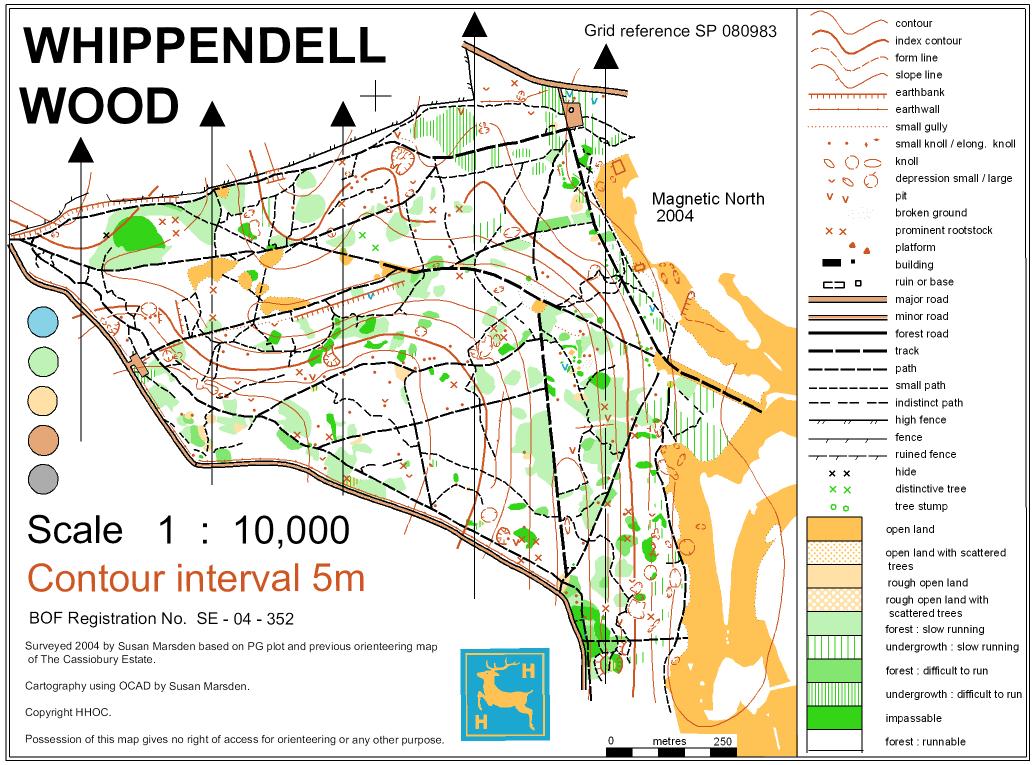 WHIPPENDELL
WOOD
Grid reference SP 080983
Magnetic North
2004
Scale 1 : 10,000
Contour interval 5m
BOF Registration No. SE - 04 - 352
Surveyed 2004 by Susan Marsden based on PG plot and previous orienteering map
of The Cassiobury Estate.
Cartography using OCAD by Susan Marsden.
Copyright HHOC.
Possession of this map gives no right of access for orienteering or any other purpose.
H
H
0 metres 250
contour
index contour
form line
slope line
earthbank
earthwall
small gully
small knoll / elong. knoll
knoll
depression small / large
pit
broken ground
prominent rootstock
platform
building
ruin or base
major road
minor road
forest road
track
path
small path
indistinct path
high fence
fence
ruined fence
hide
distinctive tree
tree stump
open land
open land with scattered
trees
rough open land
rough open land with
scattered trees
forest : slow running
undergrowth : slow running
forest : difficult to run
undergrowth : difficult to run
impassable
forest : runnable